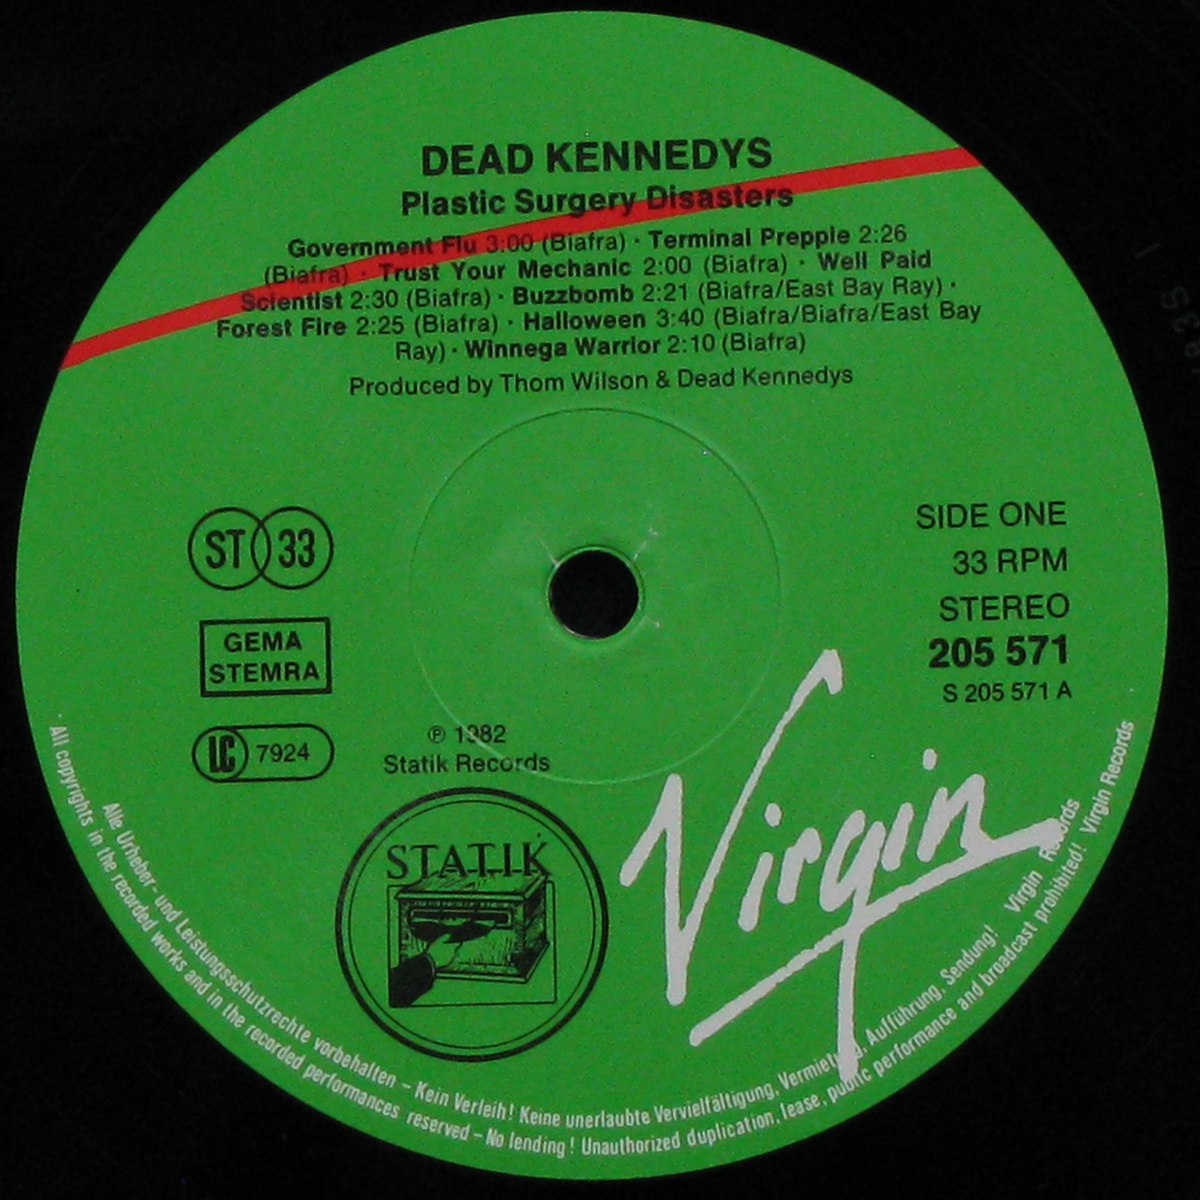 DEAD KENNEDYS
Plastic Surgery Disasters
Government Flu 3:00 (Biafra) · Terminal Prepple 2:26
(Biafra) · Trust Your Mechanic 2:00 (Biafra) · Well Paid
Scientist 2:30 (Biafra) · Buzzbomb 2:21 (Biafra/East Bay Ray) ·
Forest Fire 2:25 (Biafra) · Halloween 3:40 (Biafra/Biafra/East Bay
Ray) · Winnega Warrior 2:10 (Biafra)
Produced by Thom Wilson & Dead Kennedys
ST 33
GEMA
STEMRA
LC 7924
SIDE ONE
33 RPM
STEREO
205 571
S 205 571 A
℗ 1982
Statik Records
STATIK
Virgin
Alle Urheber- und Leistungsschutzrechte vorbehalten – Kein Verleih! Keine unerlaubte Vervielfältigung, Vermietung, Aufführung, Sendung! Virgin Records
· All copyrights in the recorded works and in the recorded performances reserved – No lending! Unauthorized duplication, lease, public performance and broadcast prohibited! Virgin Records